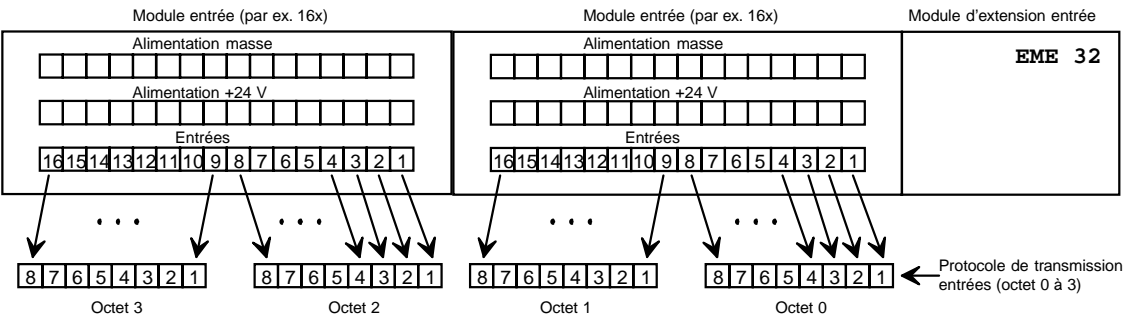 Module entrée (par ex. 16x) Module entrée (par ex. 16x) Module d'extension entrée
Alimentation masse Alimentation masse
EME 32
Alimentation +24 V Alimentation +24 V
Entrées Entrées
16 15 14 13 12 11 10 9 8 7 6 5 4 3 2 1 16 15 14 13 12 11 10 9 8 7 6 5 4 3 2 1
• • • • • • • • • • • •
8 7 6 5 4 3 2 1 8 7 6 5 4 3 2 1 8 7 6 5 4 3 2 1 8 7 6 5 4 3 2 1
Protocole de transmission
entrées (octet 0 à 3)
Octet 3 Octet 2 Octet 1 Octet 0